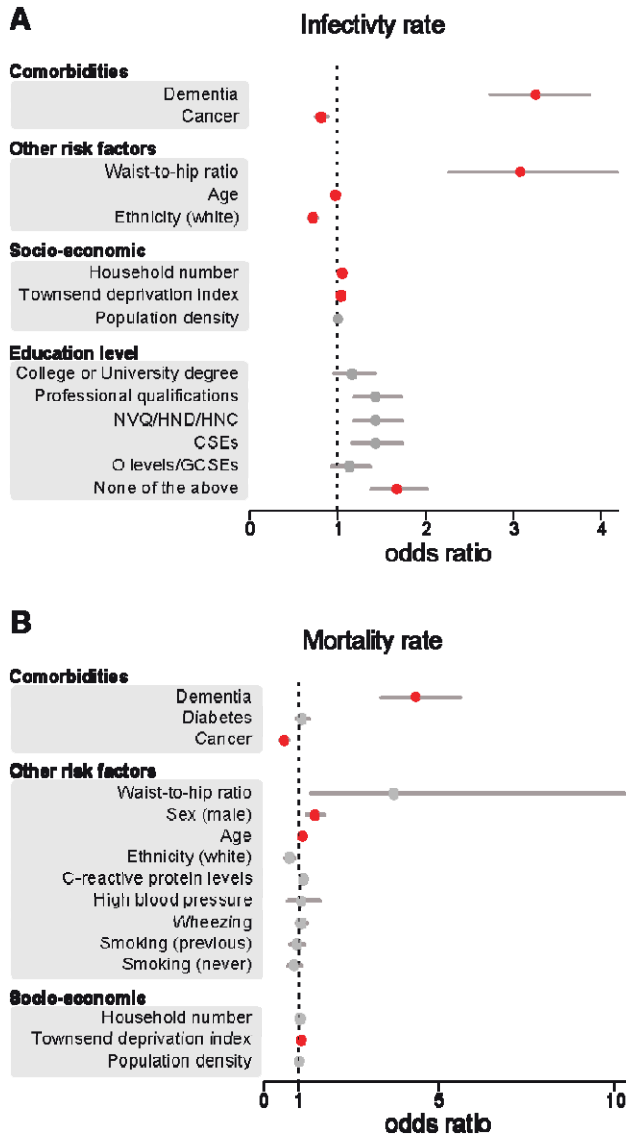 A
Infectivty rate
Comorbidities
Dementia
Cancer
Other risk factors
Waist-to-hip ratio
Age
Ethnicity (white)
Socio-economic
Household number
Townsend deprivation index
Population density
Education level
College or University degree
Professional qualifications
NVQ/HND/HNC
CSEs
O levels/GCSEs
None of the above
0 1 2 3 4
odds ratio
B
Mortality rate
Comorbidities
Dementia
Diabetes
Cancer
Other risk factors
Waist-to-hip ratio
Sex (male)
Age
Ethnicity (white)
C-reactive protein levels
High blood pressure
Wheezing
Smoking (previous)
Smoking (never)
Socio-economic
Household number
Townsend deprivation index
Population density
0 1 5 10
odds ratio